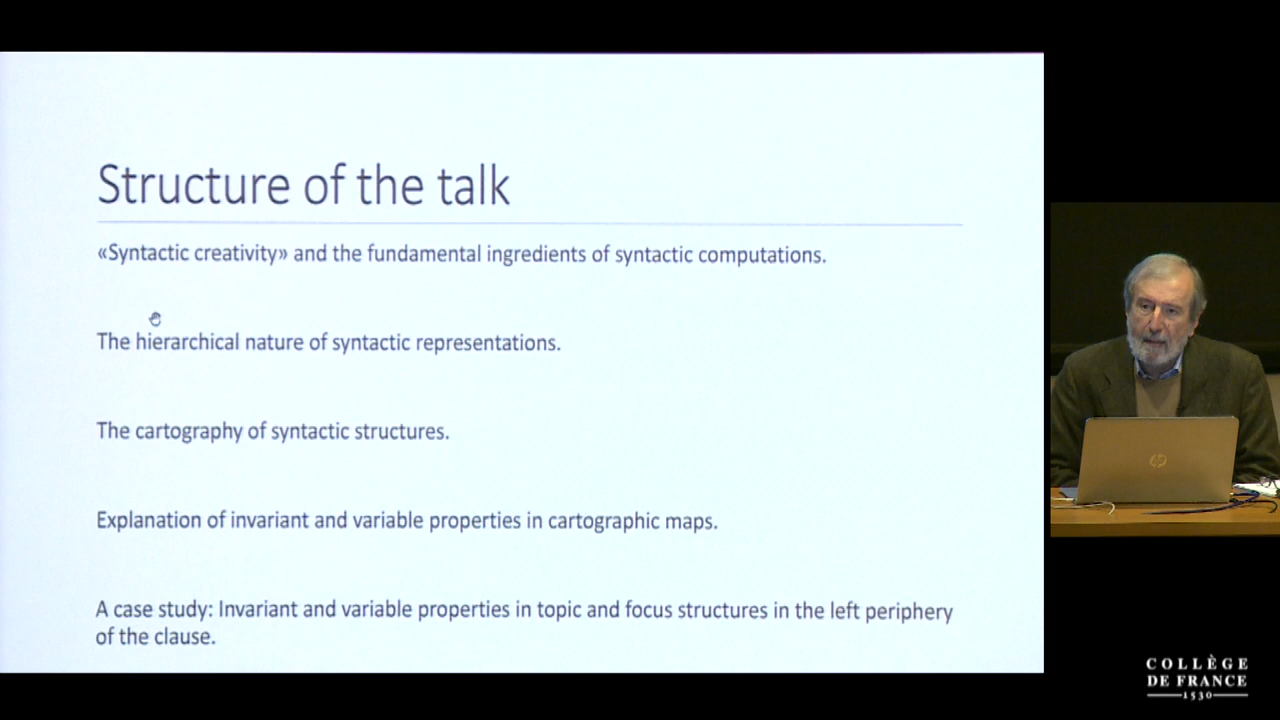 Structure of the talk
«Syntactic creativity» and the fundamental ingredients of syntactic computations.
The hierarchical nature of syntactic representations.
The cartography of syntactic structures.
Explanation of invariant and variable properties in cartographic maps.
A case study: Invariant and variable properties in topic and focus structures in the left periphery
of the clause.
hp
COLLÈGE
DE FRANCE
1530